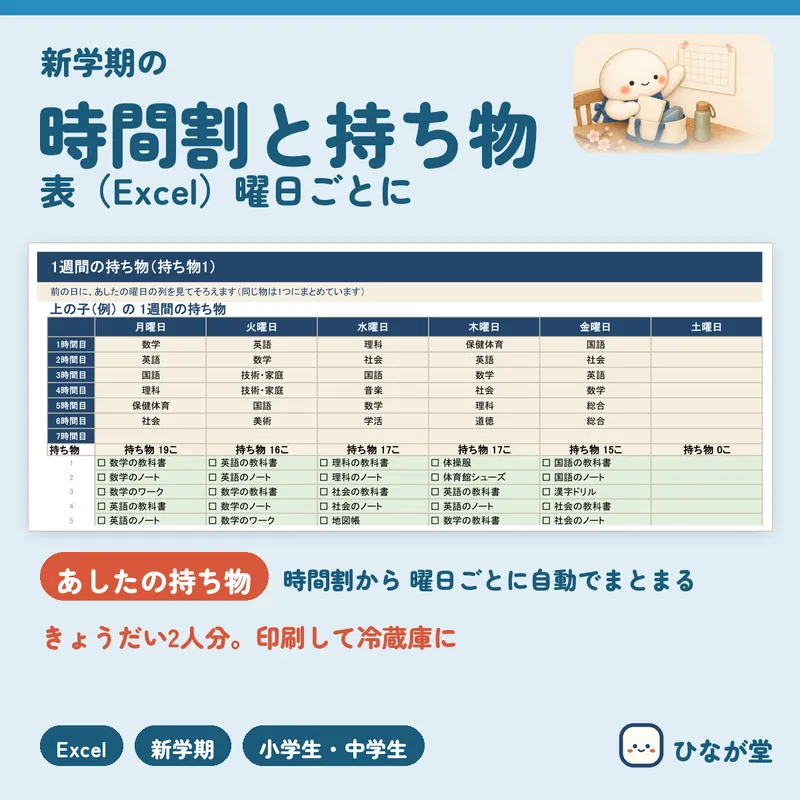 新学期の
時間割と持ち物
表（Excel）曜日ごとに
1週間の持ち物（持ち物1）
前の日に、あしたの曜日の列を見てそろえます（同じ物は1つにまとめています）
上の子（例） の 1週間の持ち物
月曜日 火曜日 水曜日 木曜日 金曜日 土曜日
1時間目 数学 英語 理科 保健体育 国語
2時間目 英語 数学 社会 英語 社会
3時間目 国語 技術・家庭 国語 数学 英語
4時間目 理科 技術・家庭 音楽 社会 数学
5時間目 保健体育 国語 数学 理科 総合
6時間目 社会 美術 学活 道徳 総合
7時間目
持ち物 持ち物 19こ 持ち物 16こ 持ち物 17こ 持ち物 17こ 持ち物 15こ 持ち物 0こ
1 □ 数学の教科書 □ 英語の教科書 □ 理科の教科書 □ 体操服 □ 国語の教科書
2 □ 数学のノート □ 英語のノート □ 理科のノート □ 体育館シューズ □ 国語のノート
3 □ 数学のワーク □ 数学の教科書 □ 社会の教科書 □ 英語の教科書 □ 漢字ドリル
4 □ 英語の教科書 □ 数学のノート □ 社会のノート □ 英語のノート □ 社会の教科書
5 □ 英語のノート □ 数学のワーク □ 地図帳 □ 数学の教科書 □ 社会のノート
あしたの持ち物 時間割から 曜日ごとに自動でまとまる
きょうだい2人分。印刷して冷蔵庫に
Excel 新学期 小学生・中学生
ひなが堂